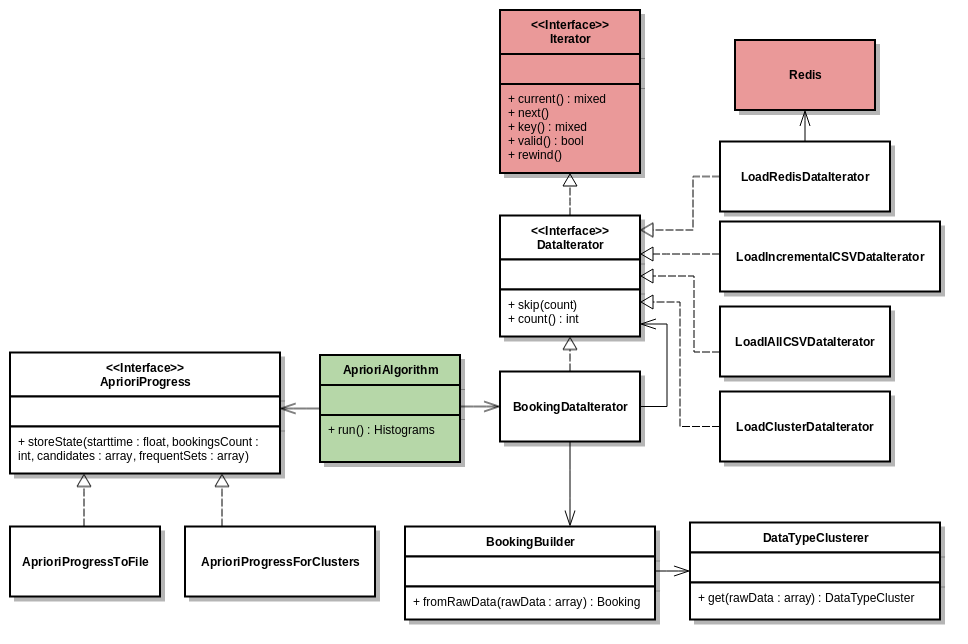 <<Interface>>
Iterator
+ current() : mixed
+ next()
+ key() : mixed
+ valid() : bool
+ rewind()
Redis
LoadRedisDataIterator
<<Interface>>
DataIterator
+ skip(count)
+ count() : int
LoadIncrementalCSVDataIterator
LoadlAllCSVDataIterator
LoadClusterDataIterator
<<Interface>>
AprioriProgress
+ storeState(starttime : float, bookingsCount :
int, candidates : array, frequentSets : array)
AprioriAlgorithm
+ run() : Histograms
BookingDataIterator
AprioriProgressToFile
AprioriProgressForClusters
BookingBuilder
+ fromRawData(rawData : array) : Booking
DataTypeClusterer
+ get(rawData : array) : DataTypeCluster